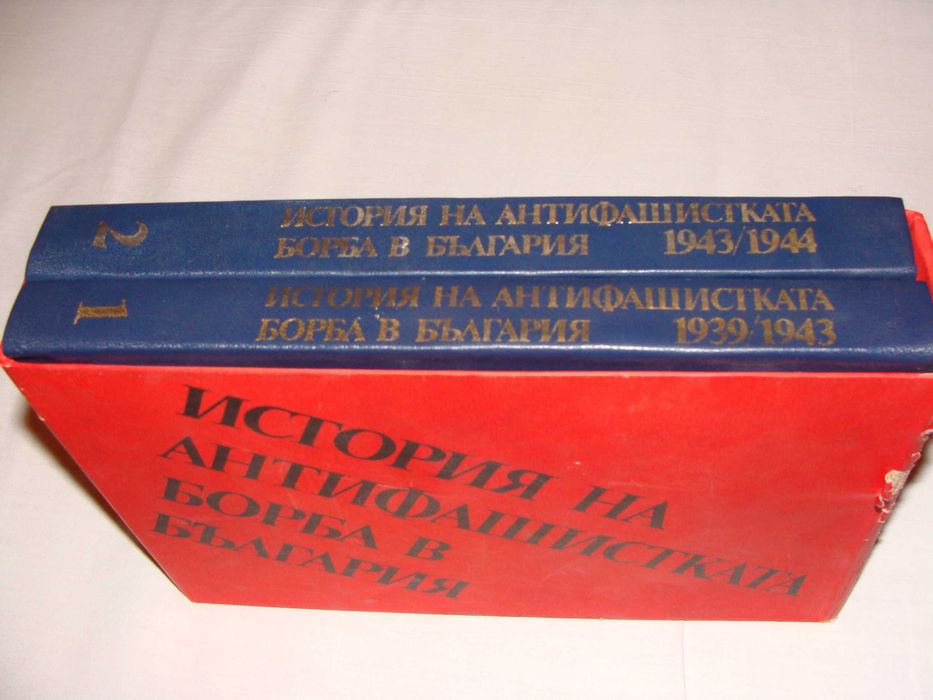 2
ИСТОРИЯ НА АНТИФАШИСТКАТА
БОРБА В БЪЛГАРИЯ 1943/1944
1
ИСТОРИЯ НА АНТИФАШИСТКАТА
БОРБА В БЪЛГАРИЯ 1939/1943
ИСТОРИЯ НА
АНТИФАШИСТКАТА
БОРБА В
БЪЛГАРИЯ